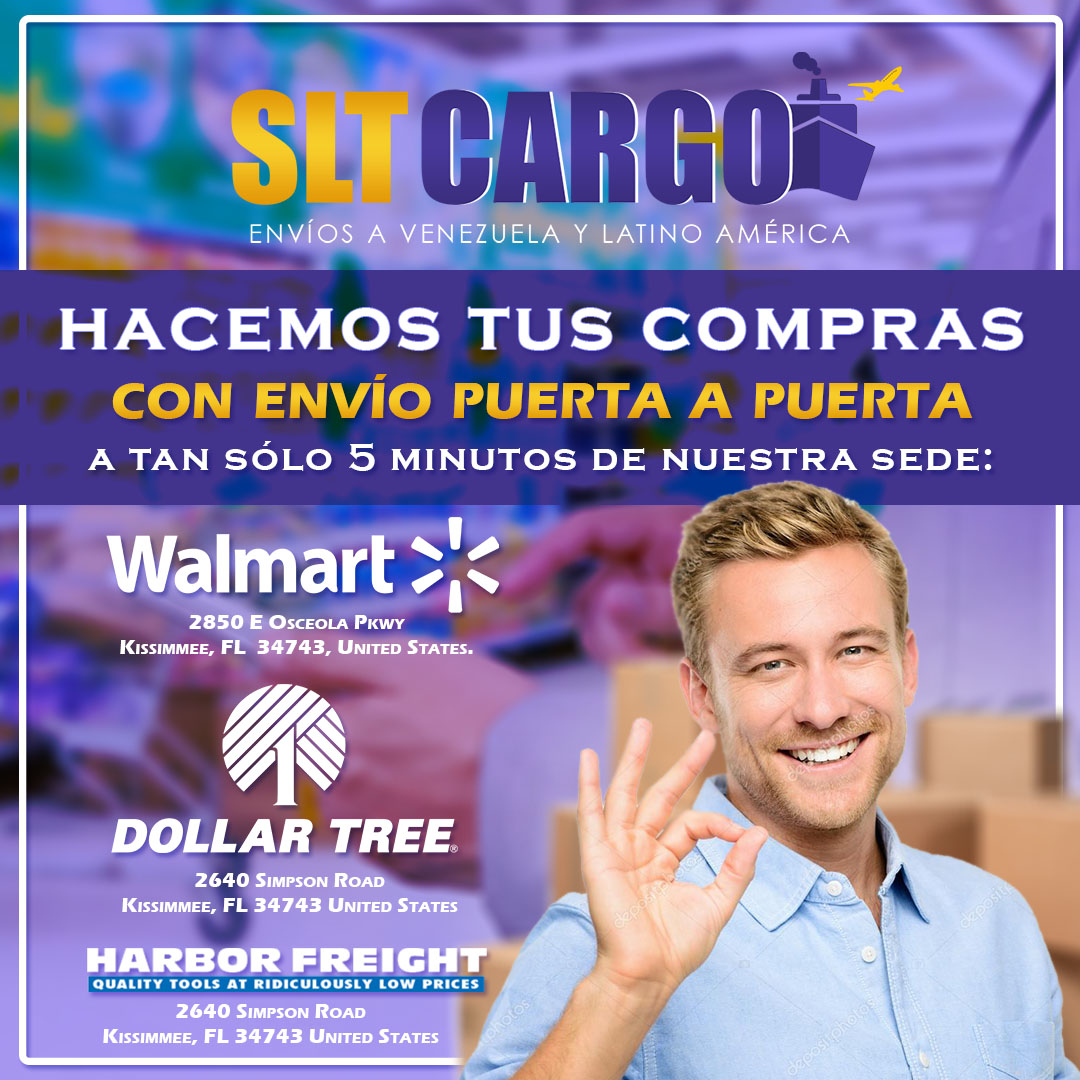 SLT CARGO
ENVÍOS A VENEZUELA Y LATINO AMÉRICA
HACEMOS TUS COMPRAS
CON ENVÍO PUERTA A PUERTA
A TAN SÓLO 5 MINUTOS DE NUESTRA SEDE:
Walmart
2850 E Osceola Pkwy
Kissimmee, FL 34743, United States.
DOLLAR TREE®
2640 Simpson Road
Kissimmee, FL 34743 United States
HARBOR FREIGHT
QUALITY TOOLS AT RIDICULOUSLY LOW PRICES
2640 Simpson Road
Kissimmee, FL 34743 United States
depositphotos